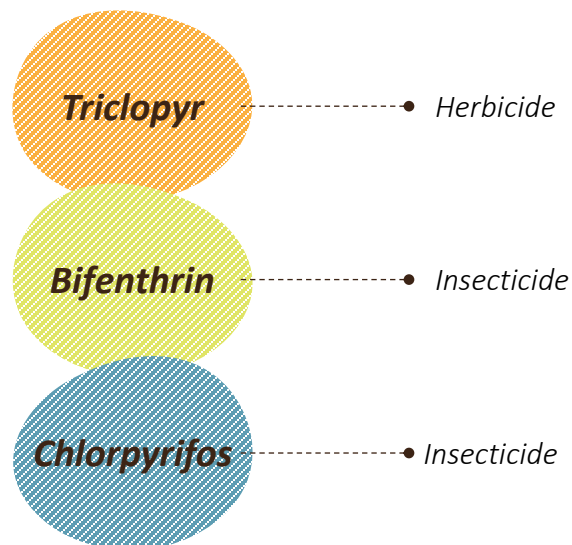 Triclopyr Herbicide
Bifenthrin Insecticide
Chlorpyrifos Insecticide